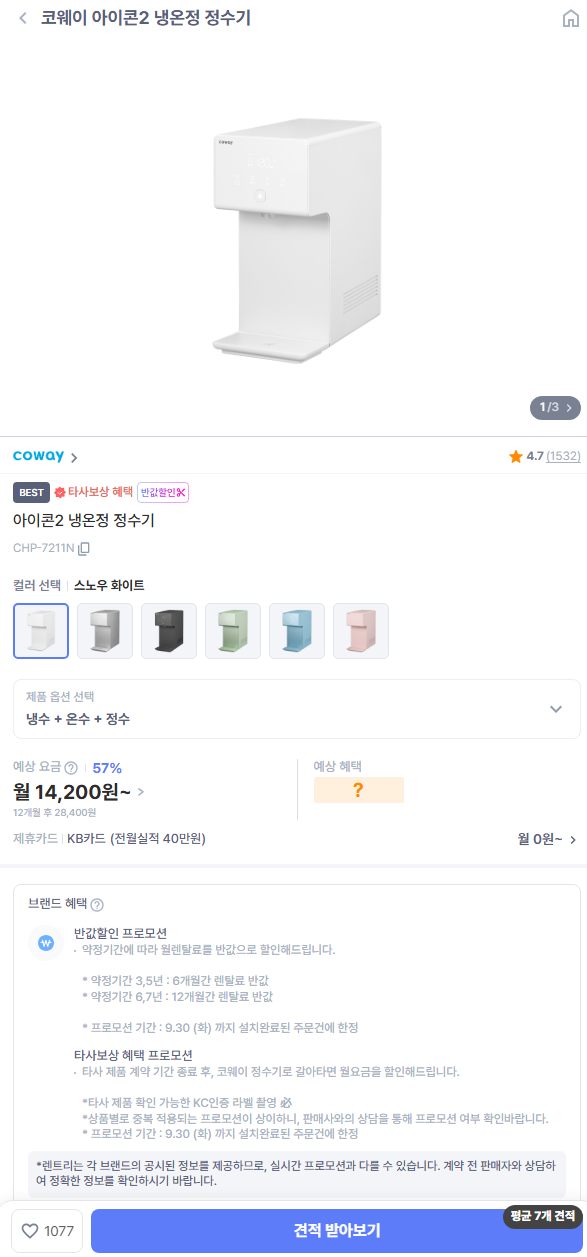 코웨이 아이콘2 냉온정 정수기
coway
1/3
coway
4.7 (1532)
BEST 타사보상 혜택 반값할인
아이콘2 냉온정 정수기
CHP-7211N
컬러 선택 스노우 화이트
제품 옵션 선택
냉수 + 온수 + 정수
예상 요금 ? 57%
월 14,200원~
12개월 후 28,400원
예상 혜택
?
제휴카드 KB카드 (전월실적 40만원)
월 0원~
브랜드 혜택 ?
반값할인 프로모션
· 약정기간에 따라 월렌탈료를 반값으로 할인해드립니다.
* 약정기간 3,5년 : 6개월간 렌탈료 반값
* 약정기간 6,7년 : 12개월간 렌탈료 반값
* 프로모션 기간 : 9.30 (화) 까지 설치완료된 주문건에 한정
타사보상 혜택 프로모션
· 타사 제품 계약 기간 종료 후, 코웨이 정수기로 갈아타면 월요금을 할인해드립니다.
*타사 제품 확인 가능한 KC인증 라벨 촬영 必
*상품별로 중복 적용되는 프로모션이 상이하니, 판매사와의 상담을 통해 프로모션 여부 확인바랍니다.
* 프로모션 기간 : 9.30 (화) 까지 설치완료된 주문건에 한정
*렌트리는 각 브랜드의 공시된 정보를 제공하므로, 실시간 프로모션과 다를 수 있습니다. 계약 전 판매자와 상담하
여 정확한 정보를 확인하시기 바랍니다.
1077
견적 받아보기
평균 7개 견적